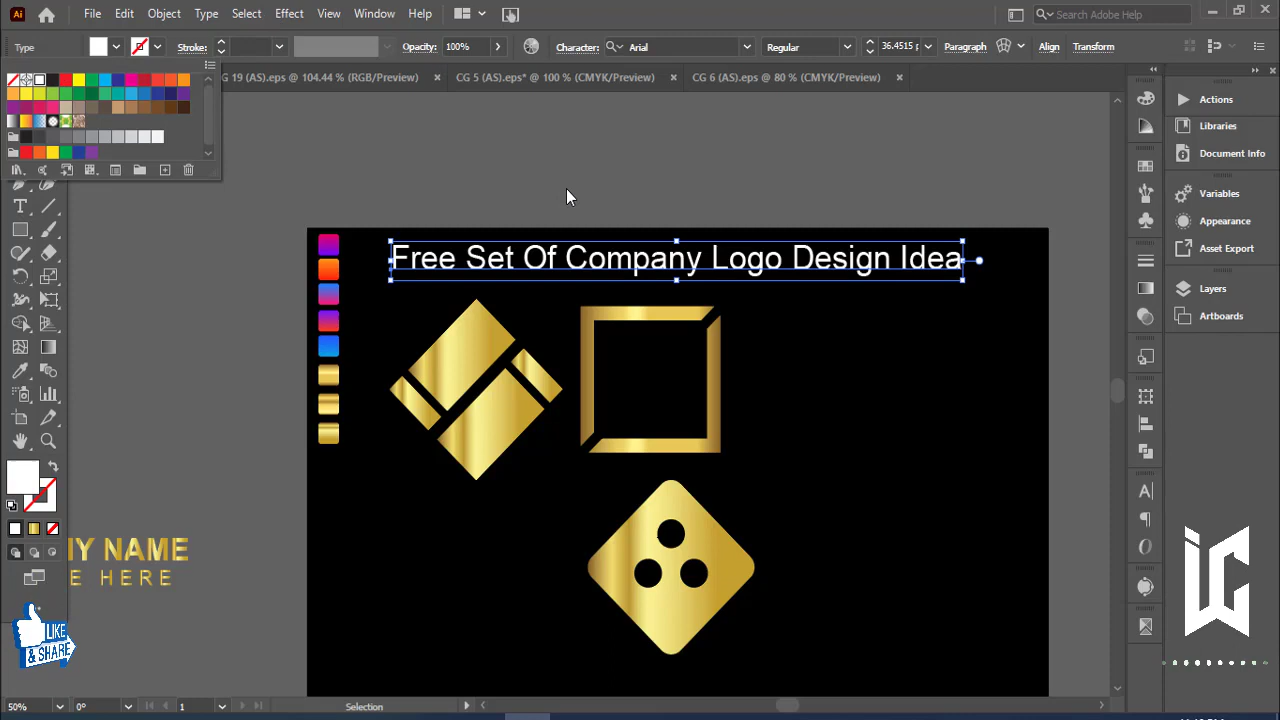 Ai File Edit Object Type Select Effect View Window Help Search Adobe Help
Type Stroke: Opacity: 100% Character: Arial Regular 36.4515 p Paragraph Align Transform
G 19 (AS).eps @ 104.44 % (RGB/Preview) × CG 5 (AS).eps* @ 100 % (CMYK/Preview) × CG 6 (AS).eps @ 80 % (CMYK/Preview) ×
Actions
Libraries
Document Info
Variables
Appearance
Asset Export
Layers
Artboards
Free Set Of Company Logo Design Idea
NY NAME
E HERE
LIKE
& SHARE
50% 0° 1 Selection